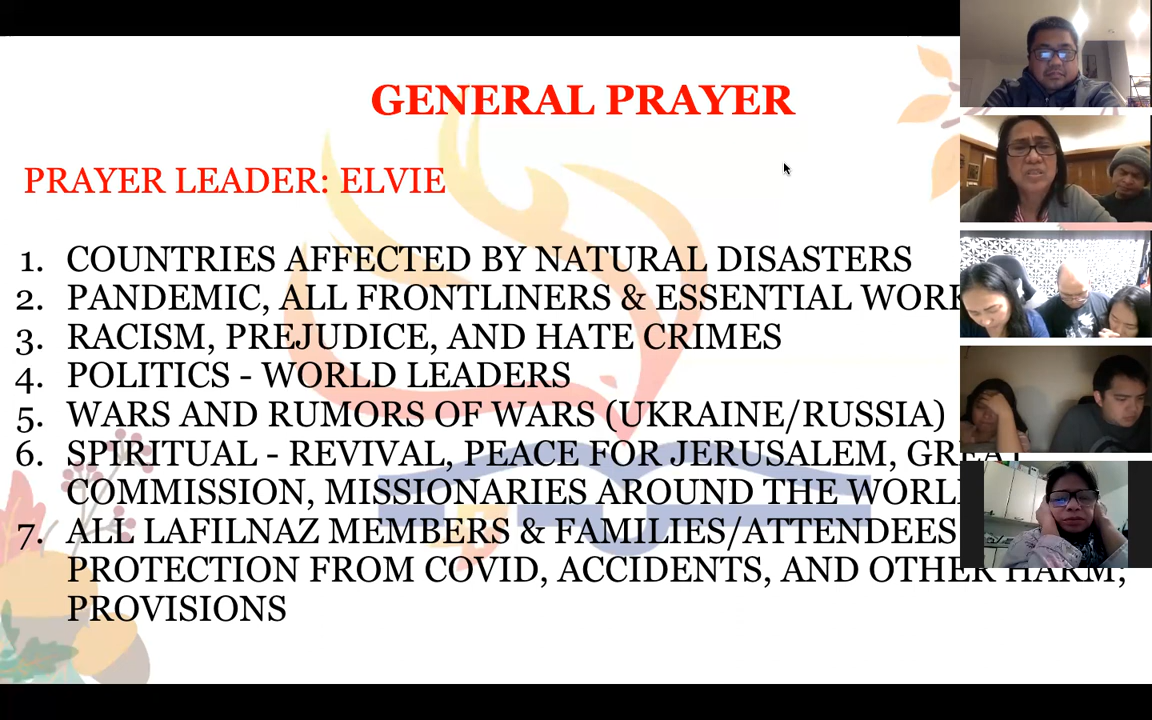 GENERAL PRAYER
PRAYER LEADER: ELVIE
1. COUNTRIES AFFECTED BY NATURAL DISASTERS
2. PANDEMIC, ALL FRONTLINERS & ESSENTIAL
3. RACISM, PREJUDICE, AND HATE CRIMES
4. POLITICS - WORLD LEADERS
5. WARS AND RUMORS OF WARS (UKRAINE/RUSSIA)
6. SPIRITUAL - REVIVAL, PEACE FOR JERUSALEM, GREAT
COMMISSION, MISSIONARIES AROUND THE WORLD
7. ALL LAFILNAZ MEMBERS & FAMILIES/ATTENDEES
PROTECTION FROM COVID, ACCIDENTS, AND OTHER HARM,
PROVISIONS